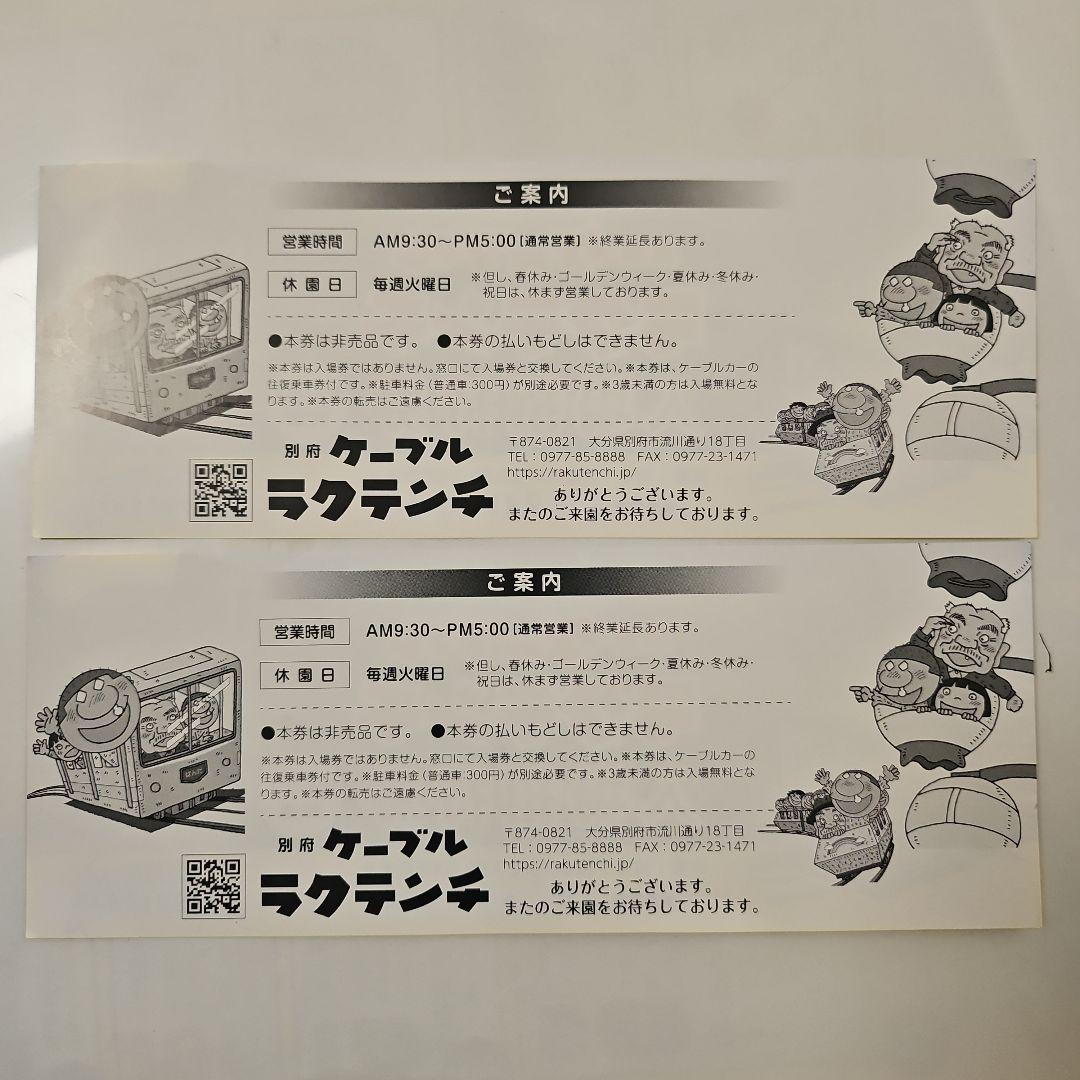 ご案内
営業時間 AM9:30～PM5:00[通常営業] ※終業延長あります。
休園日 毎週火曜日 ※但し、春休み・ゴールデンウィーク・夏休み・冬休み・
祝日は、休まず営業しております。
●本券は非売品です。 ●本券の払いもどしはできません。
※本券は入場券ではありません。窓口にて入場券と交換してください。※本券は、ケーブルカーの
往復乗車券付です。※駐車料金(普通車:300円)が別途必要です。※3歳未満の方は入場無料とな
ります。※本券の転売はご遠慮ください。
別府 ケーブル
ラクテンチ
〒874-0821 大分県別府市流川通り18丁目
TEL:0977-85-8888 FAX:0977-23-1471
https://rakutenchi.jp/
ありがとうございます。
またのご来園をお待ちしております。
ご案内
営業時間 AM9:30～PM5:00[通常営業] ※終業延長あります。
休園日 毎週火曜日 ※但し、春休み・ゴールデンウィーク・夏休み・冬休み・
祝日は、休まず営業しております。
●本券は非売品です。 ●本券の払いもどしはできません。
※本券は入場券ではありません。窓口にて入場券と交換してください。※本券は、ケーブルカーの
往復乗車券付です。※駐車料金(普通車:300円)が別途必要です。※3歳未満の方は入場無料とな
ります。※本券の転売はご遠慮ください。
別府 ケーブル
ラクテンチ
〒874-0821 大分県別府市流川通り18丁目
TEL:0977-85-8888 FAX:0977-23-1471
https://rakutenchi.jp/
ありがとうございます。
またのご来園をお待ちしております。